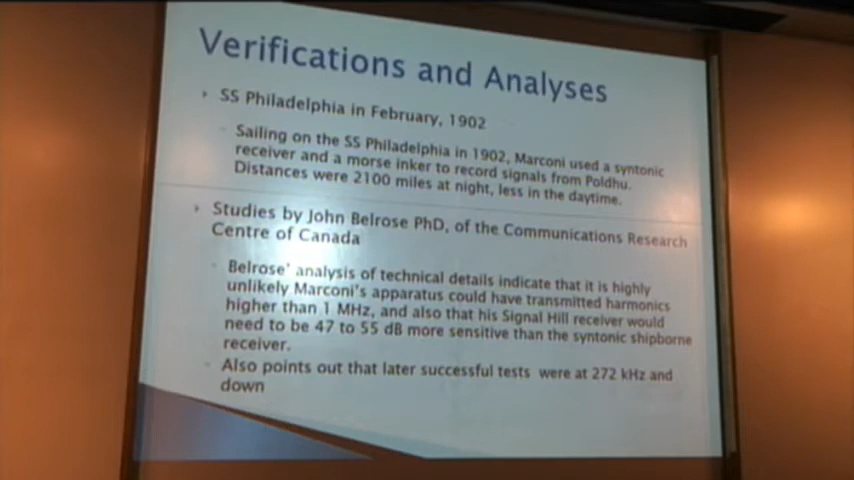 Verifications and Analyses
SS Philadelphia in February, 1902
Sailing on the SS Philadelphia in 1902, Marconi used a syntonic
receiver and a morse inker to record signals from Poldhu.
Distances were 2100 miles at night, less in the daytime.
Studies by John Belrose PhD, of the Communications Research
Centre of Canada
Belrose' analysis of technical details indicate that it is highly
unlikely Marconi's apparatus could have transmitted harmonics
higher than 1 MHz, and also that his Signal Hill receiver would
need to be 47 to 55 dB more sensitive than the syntonic shipborne
receiver.
Also points out that later successful tests were at 272 kHz and
down